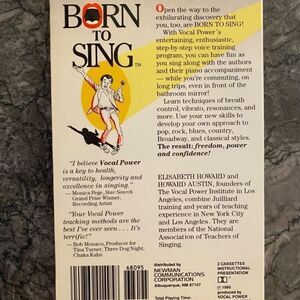 BORN
TO
SING™
"I believe Vocal Power
is a key to health,
versatility, longevity and
excellence in singing."
— Monica Pege, Star Search
Grand Prize Winner,
Recording Artist
"Your Vocal Power
teaching methods are the
best I've ever seen . . . It's
terrific!"
— Bob Monaco, Producer for
Tina Turner, Three Dog Night,
Chaka Kahn
68095
Open the way to the
exhilarating discovery that
you, too, are BORN TO SING!
With Vocal Power's
entertaining, enthusiastic,
step-by-step voice training
program, you can have fun as
you sing along with the authors
and their piano accompaniment
— while you're commuting, on
long trips, even in front of the
bathroom mirror!
Learn techniques of breath
control, vibrato, resonances, and
more. Use your new skills to
develop your own approach to
pop, rock, blues, country,
Broadway, and classical styles.
The result: freedom, power
and confidence!
ELISABETH HOWARD and
HOWARD AUSTIN, founders of
The Vocal Power Institute in Los
Angeles, combine Juilliard
training and years of teaching
experience in New York City
and Los Angeles. They are
members of the National
Association of Teachers of
Singing.
distributed by
NEWMAN
COMMUNICATIONS
CORPORATION
Albuquerque, NM 87107
Total Playing Time:
2 CASSETTES
INSTRUCTIONAL
PRESENTATION
© 1986
PRODUCED BY
VOCAL POWER